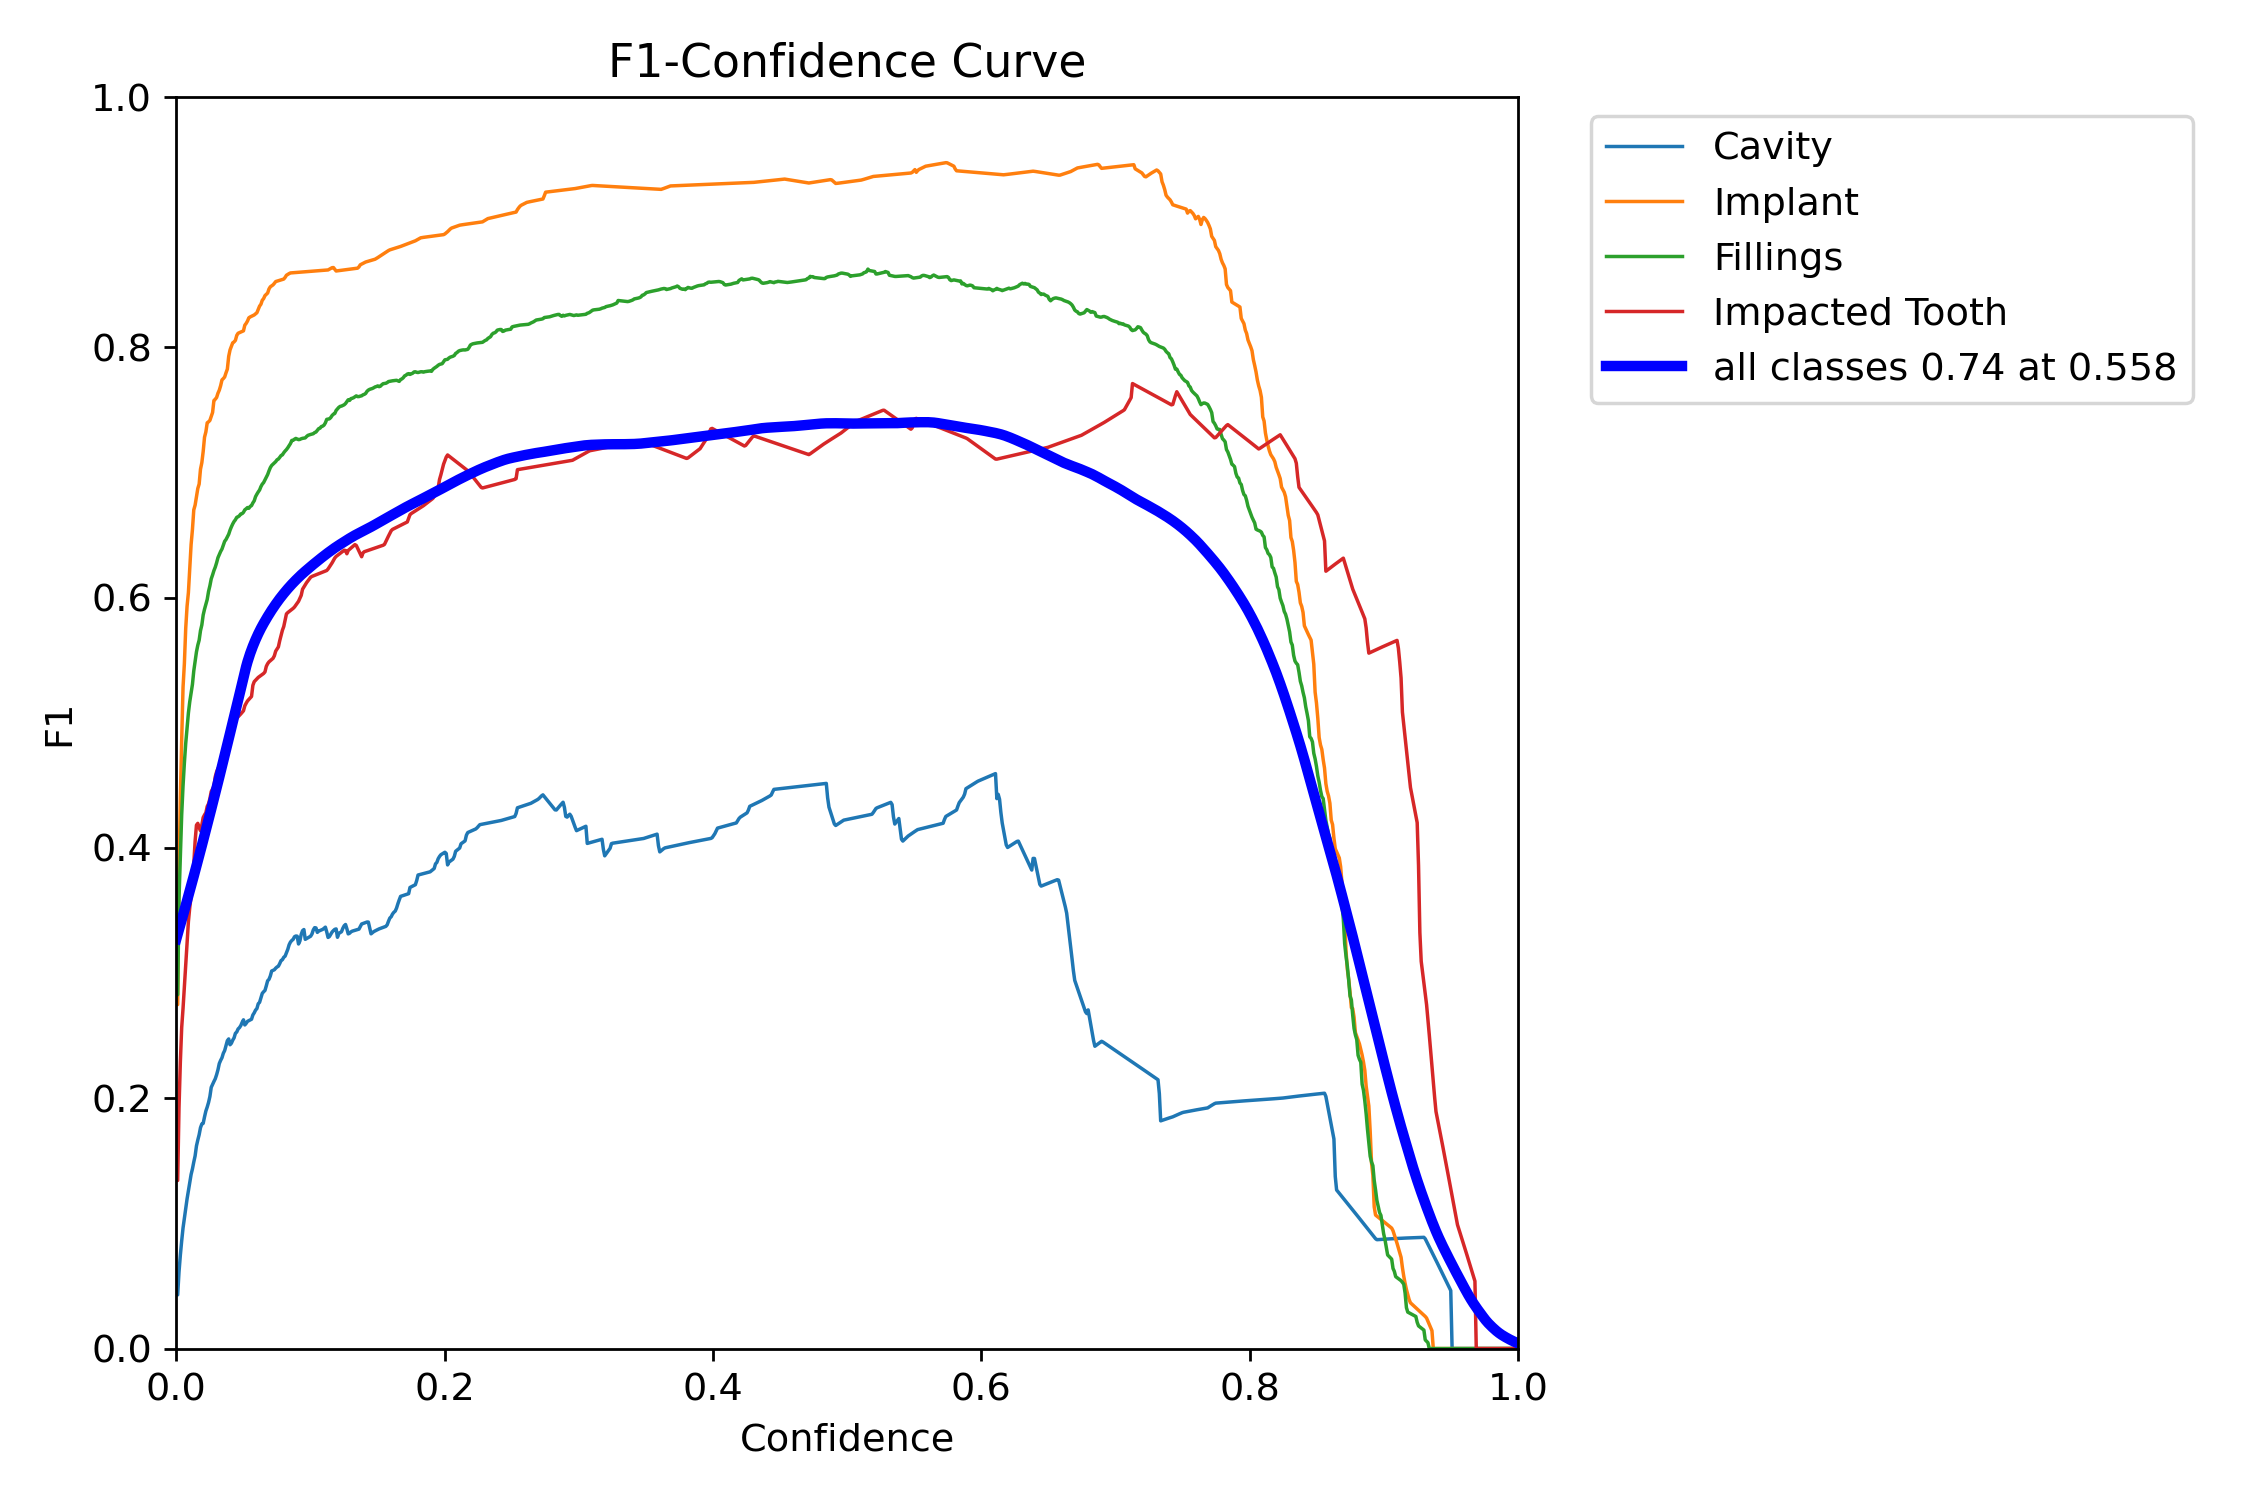 F1-Confidence Curve
1.0
0.8
0.6
0.4
0.2
0.0
F1
0.0 0.2 0.4 0.6 0.8 1.0
Confidence
Cavity
Implant
Fillings
Impacted Tooth
all classes 0.74 at 0.558